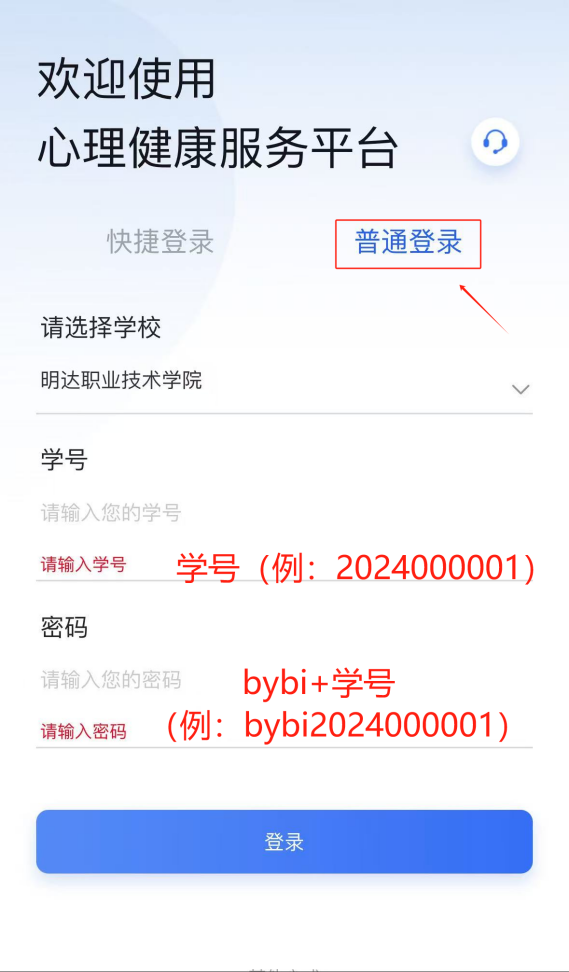 欢迎使用
心理健康服务平台
快捷登录
普通登录
请选择学校
明达职业技术学院
学号
请输入您的学号
请输入学号
学号（例：2024000001）
密码
请输入您的密码
bybi+学号
请输入密码
（例：bybi2024000001）
登录